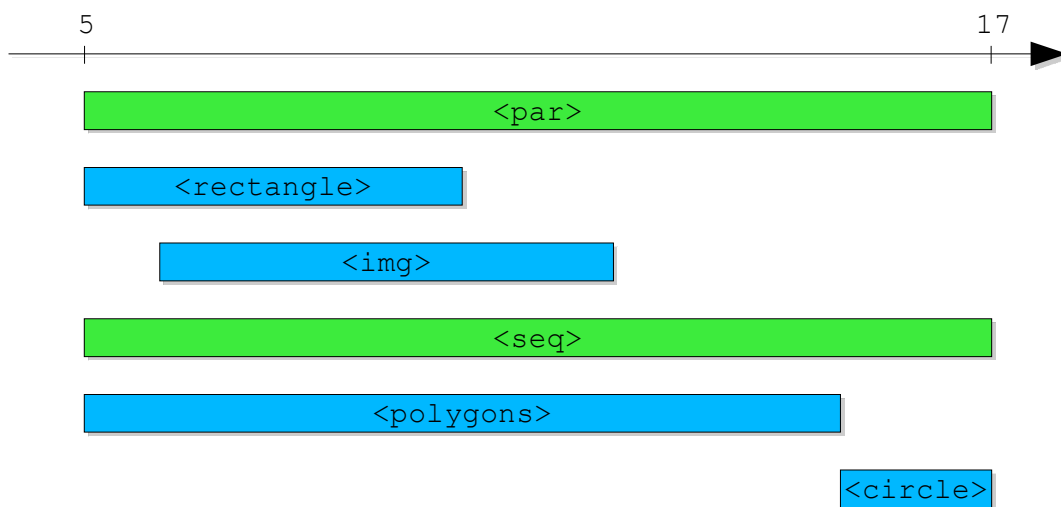 5 17
<par>
<rectangle>
<img>
<seq>
<polygons>
<circle>